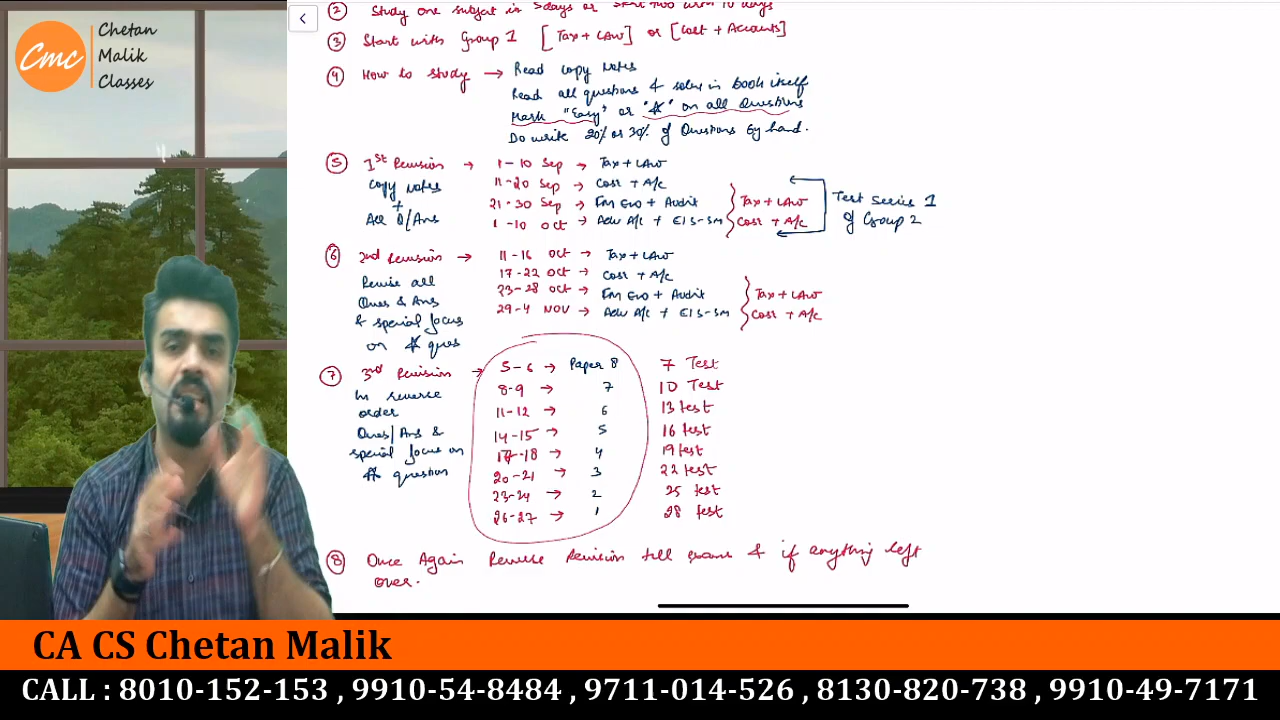 Chetan
Malik
Classes
CMC
② Study one subject in 5days or start two with 10 days
③ Start with Group 1 [Tax + LAW] or [Cost + Accounts]
④ How to study → Read copy Notes
Read all questions & solve in book itself
Mark "Easy" or "☆" on all Questions
Do write 20% or 30% of Questions by hand.
⑤ 1st Revision → 1 - 10 Sep → Tax + LAW
Copy Notes 11-20 Sep → Cost + A/c
+ 21-30 Sep → Fm Eco + Audit Tax + LAW
All Q/Ans 1 - 10 Oct → Adv A/c + EIS-SM Cost + A/c
Test Series 1
of Group 2
⑥ 2nd Revision → 11-16 Oct → Tax + LAW
Revise all 17-22 Oct → Cost + A/c
Ques & Ans 23-28 Oct → Fm Eco + Audit Tax + LAW
& special focus 29-4 NOV → Adv A/c + EIS-SM Cost + A/c
on ☆ ques
⑦ 3rd Revision → 5-6 → Paper 8 7 Test
In reverse 8-9 → 7 10 Test
order 11-12 → 6 13 test
Ques/Ans & 14-15 → 5 16 test
special focus on 17-18 → 4 19 test
☆ question 20-21 → 3 22 test
23-24 → 2 25 test
26-27 → 1 28 test
⑧ Once Again Reverse Revision till exams & if anything left
over.
CA CS Chetan Malik
CALL : 8010-152-153 , 9910-54-8484 , 9711-014-526 , 8130-820-738 , 9910-49-7171